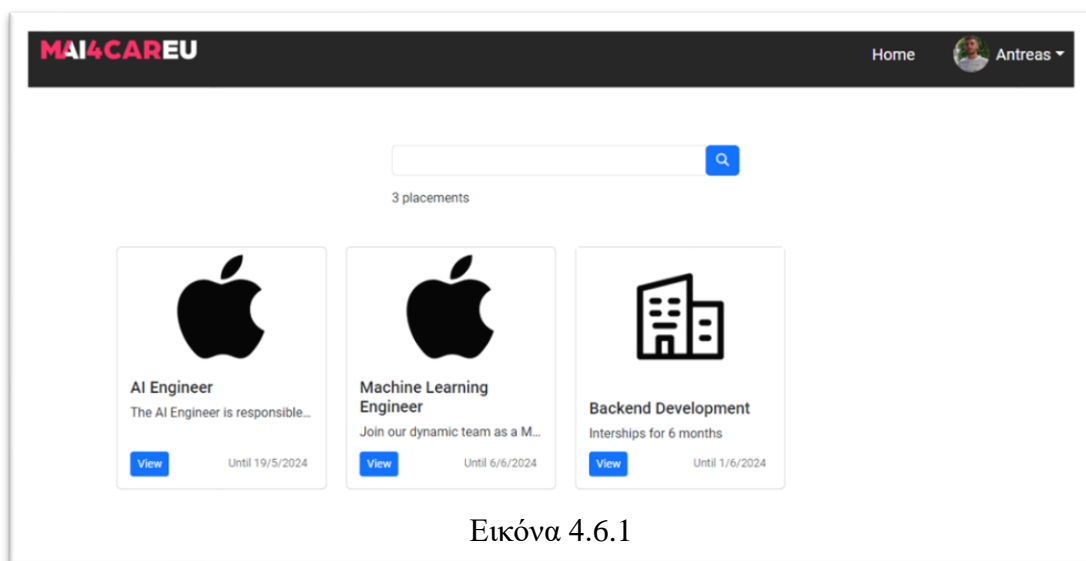 MAI4CAREU
Home
Antreas
3 placements
AI Engineer
The AI Engineer is responsible...
View
Until 19/5/2024
Machine Learning
Engineer
Join our dynamic team as a M...
View
Until 6/6/2024
Backend Development
Interships for 6 months
View
Until 1/6/2024
Εικόνα 4.6.1